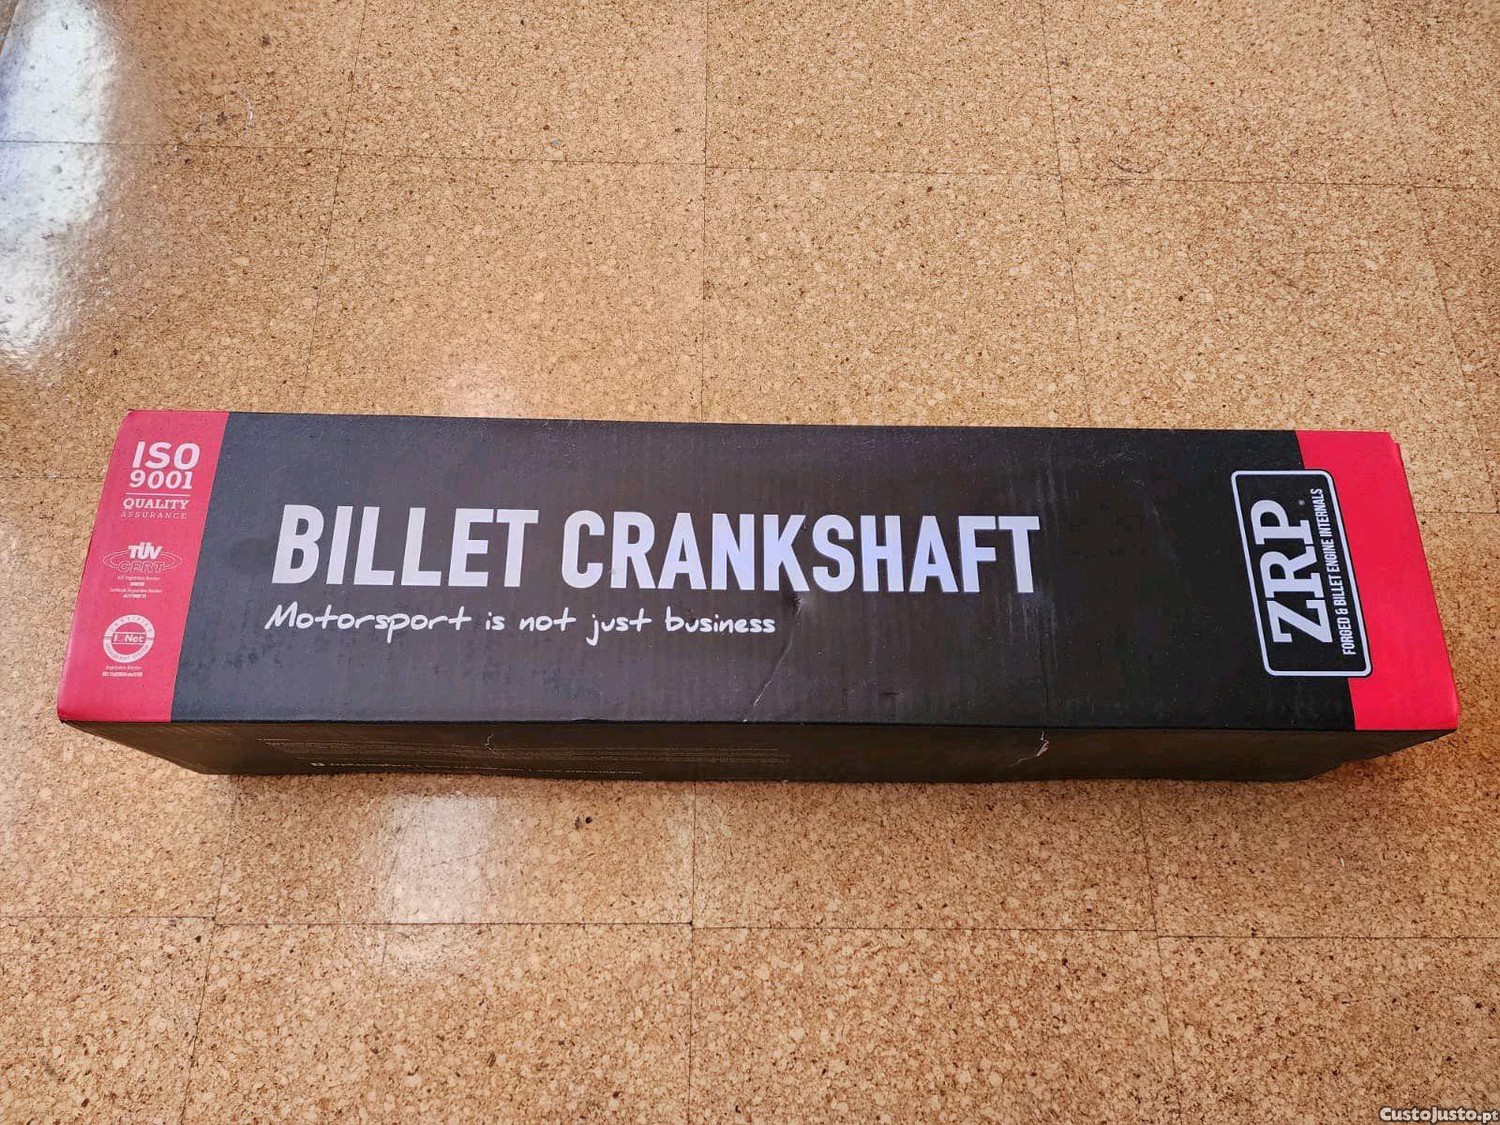 ISO
9001
QUALITY
ASSURANCE
TÜV
CERT
BILLET CRANKSHAFT
Motorsport is not just business
ZRP®
FORGED & BILLET ENGINE INTERNALS
CustoJusto.pt